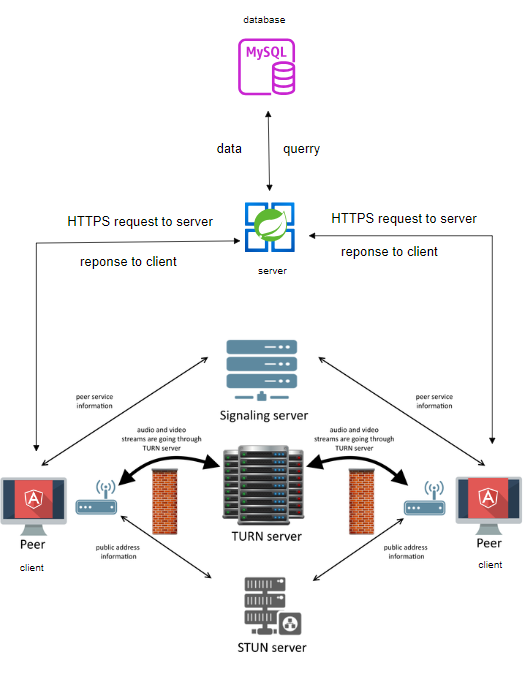 database
MySQL
data
querry
HTTPS request to server
HTTPS request to server
reponse to client
reponse to client
server
peer service
information
peer service
information
Signaling server
audio and video
streams are going through
TURN server
audio and video
streams are going through
TURN server
A
A
Peer
TURN server
Peer
client
public address
information
public address
information
client
STUN server